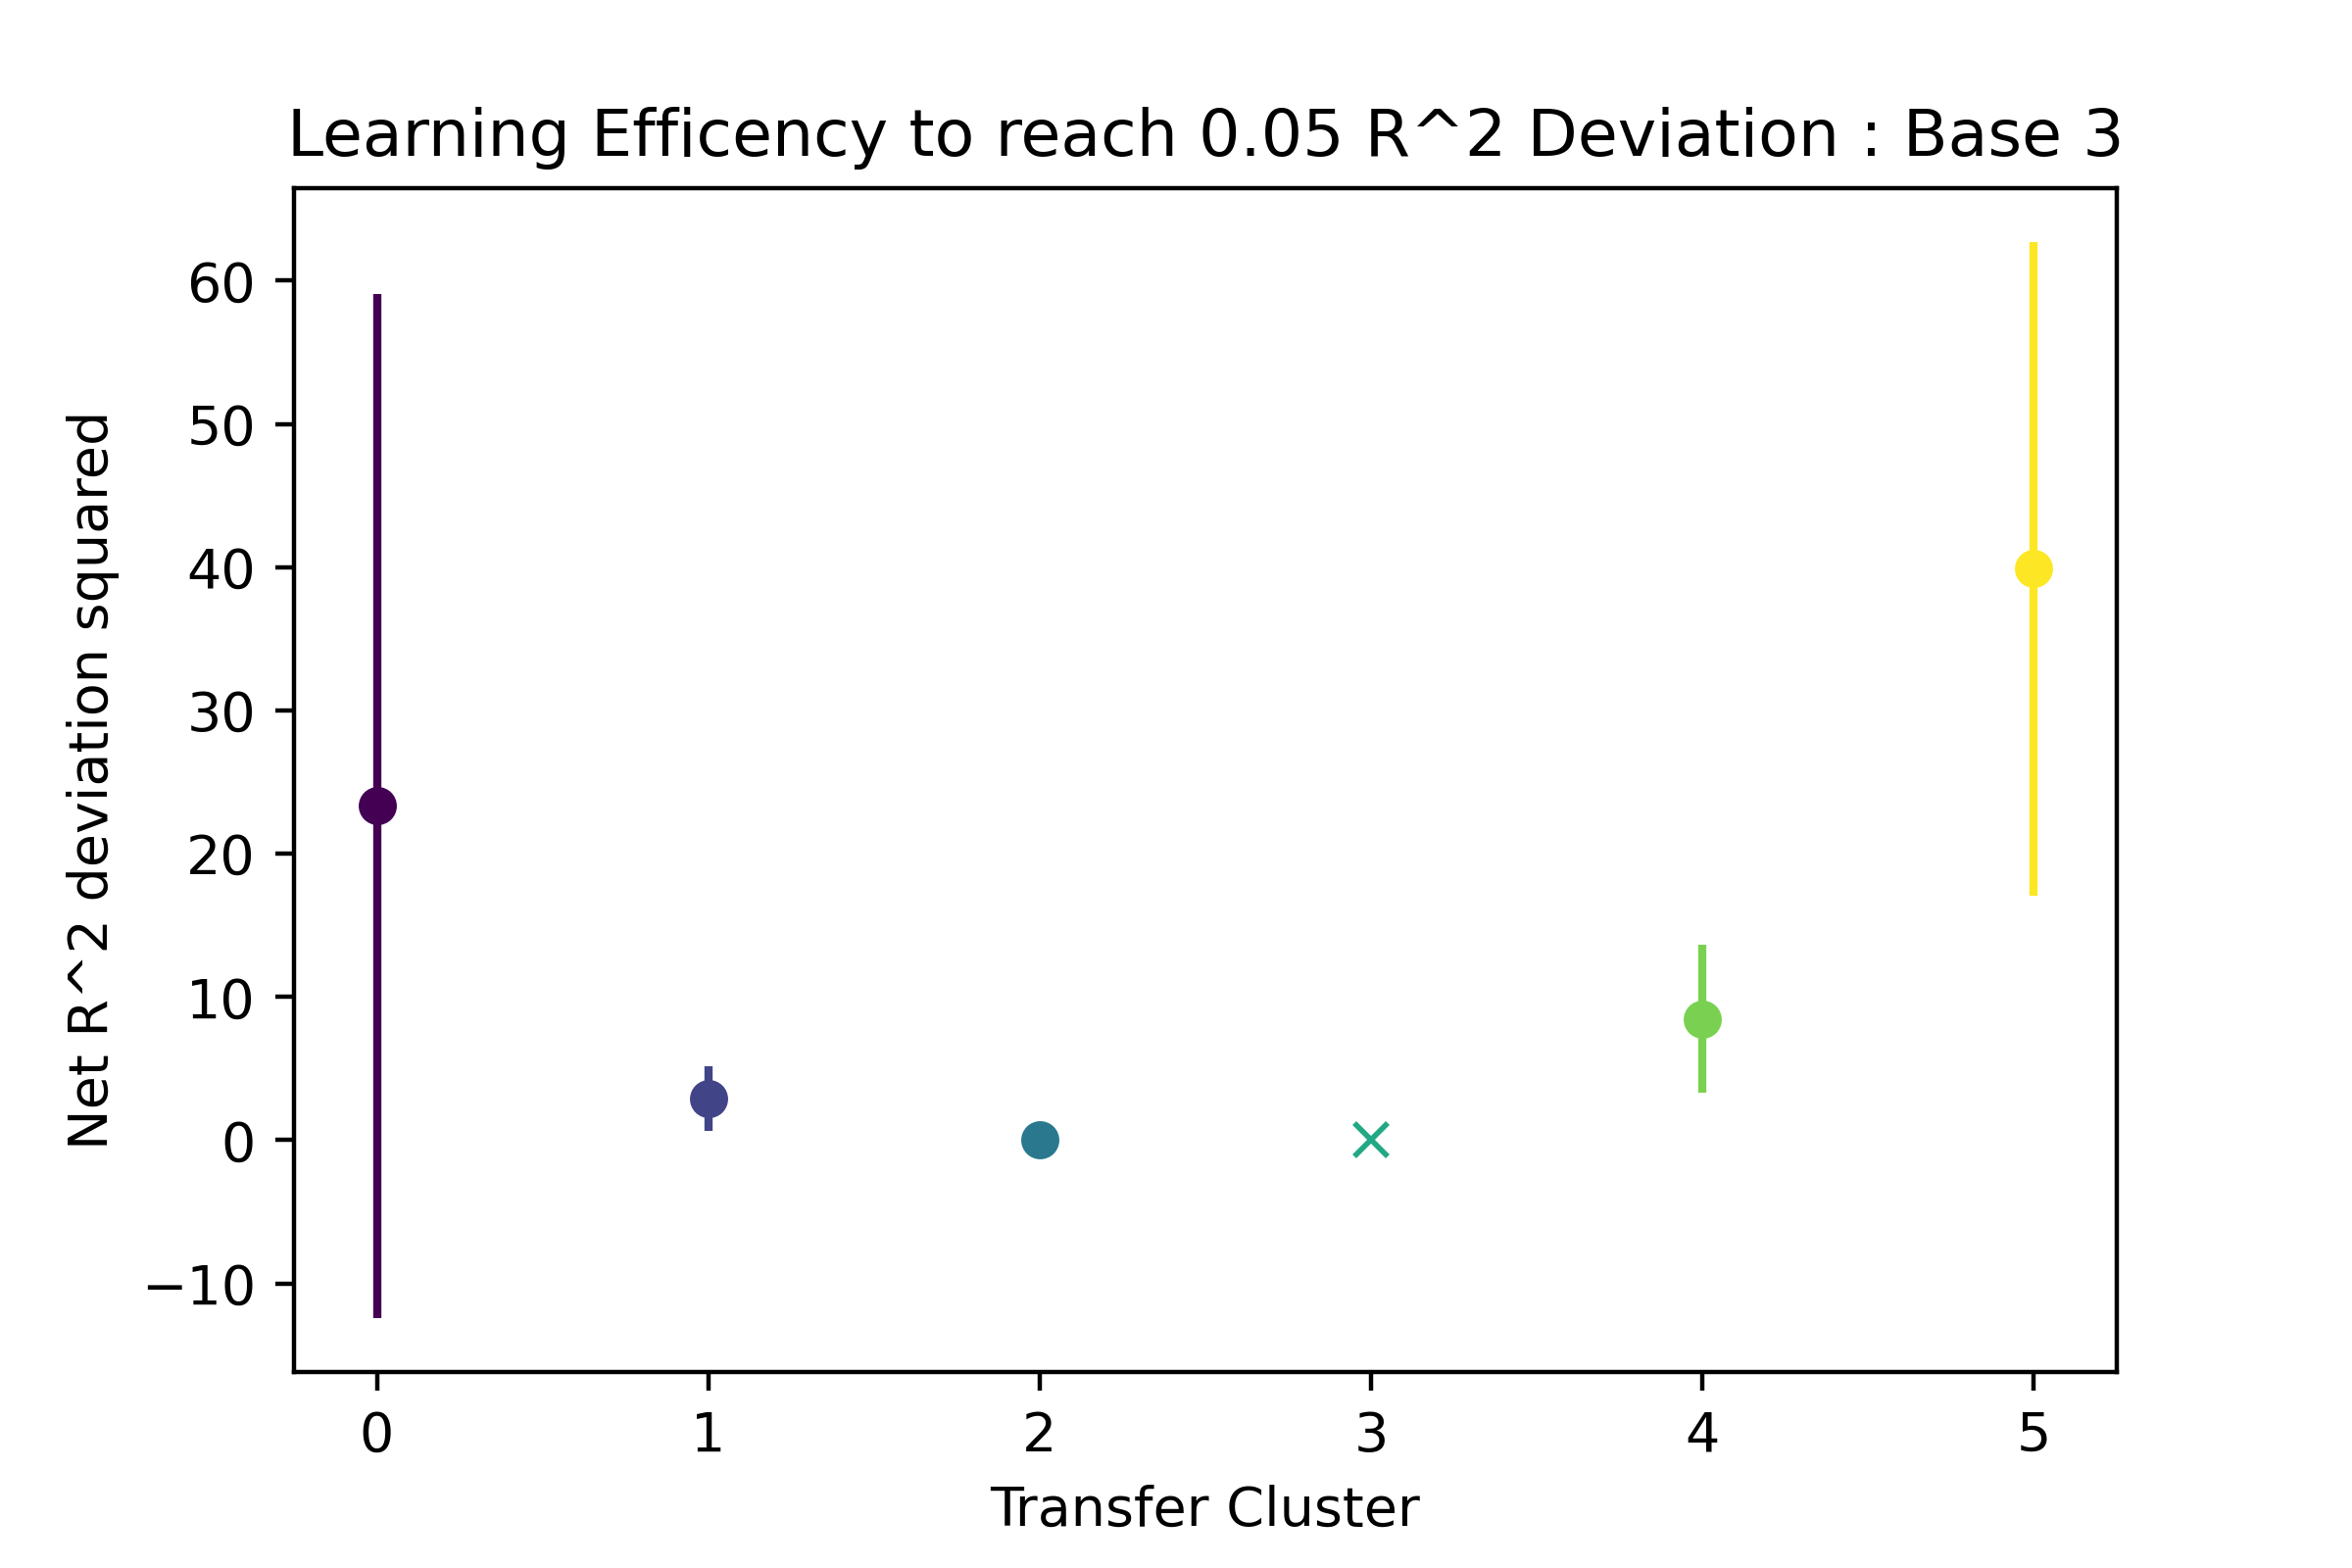 Learning Efficency to reach 0.05 R^2 Deviation : Base 3
60
50
40
30
20
10
0
−10
Net R^2 deviation squared
0 1 2 3 4 5
Transfer Cluster